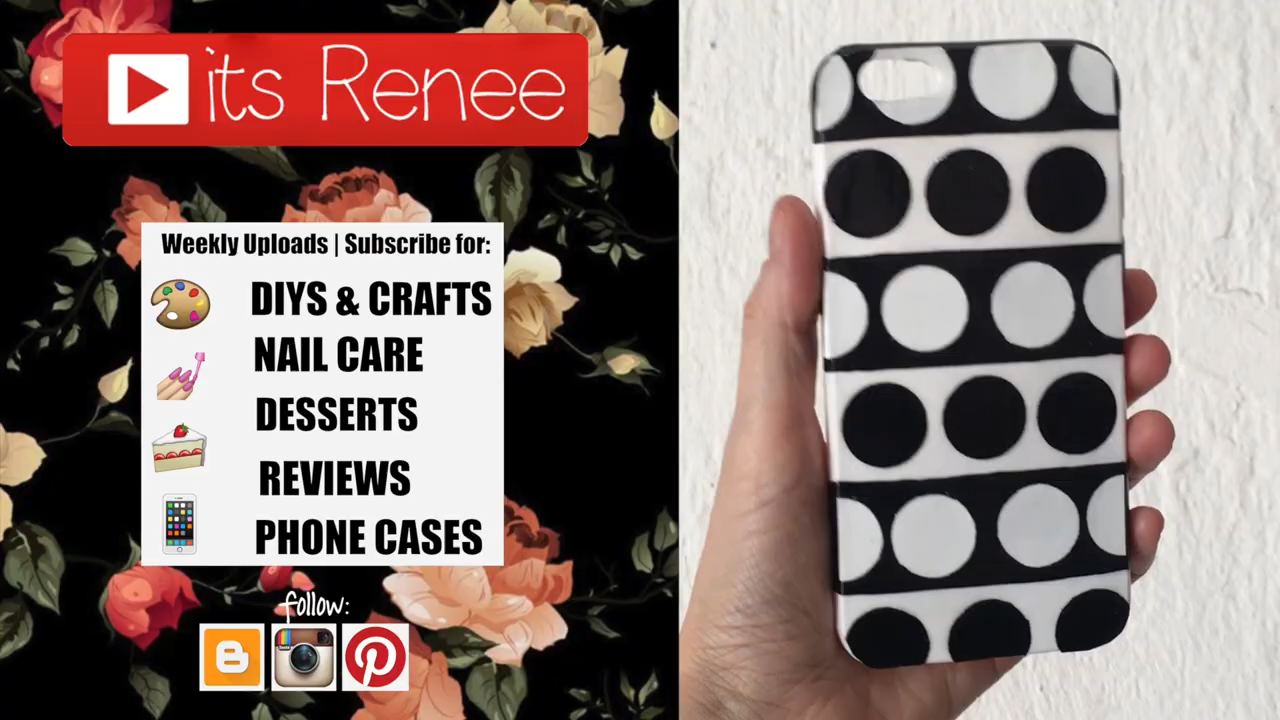 its Renee
Weekly Uploads | Subscribe for:
DIYS & CRAFTS
NAIL CARE
DESSERTS
REVIEWS
PHONE CASES
follow: